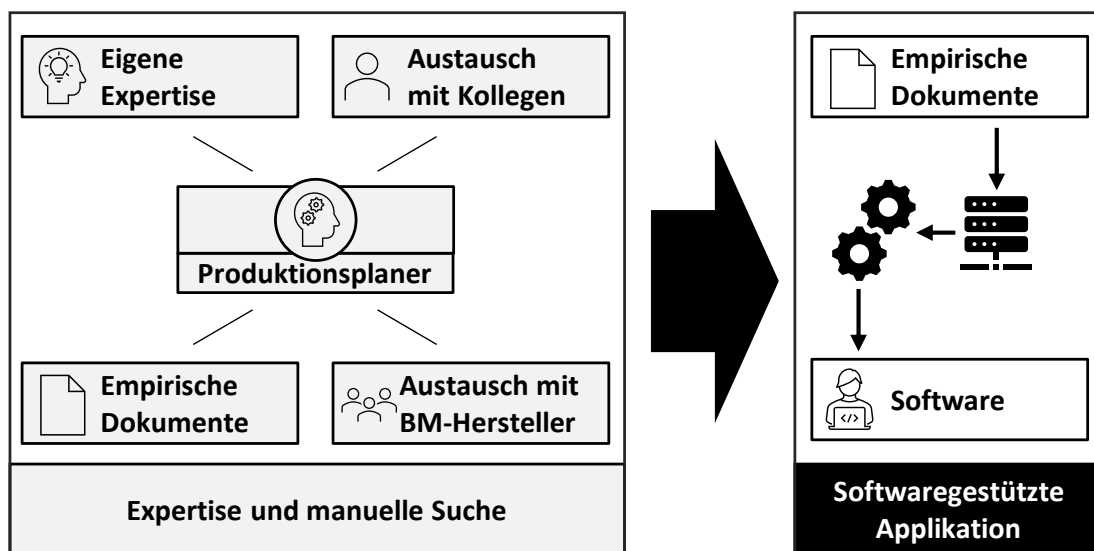 Eigene
Expertise
Austausch
mit Kollegen
Produktionsplaner
Empirische
Dokumente
Austausch mit
BM-Hersteller
Expertise und manuelle Suche
Empirische
Dokumente
</>
Software
Softwaregestützte
Applikation